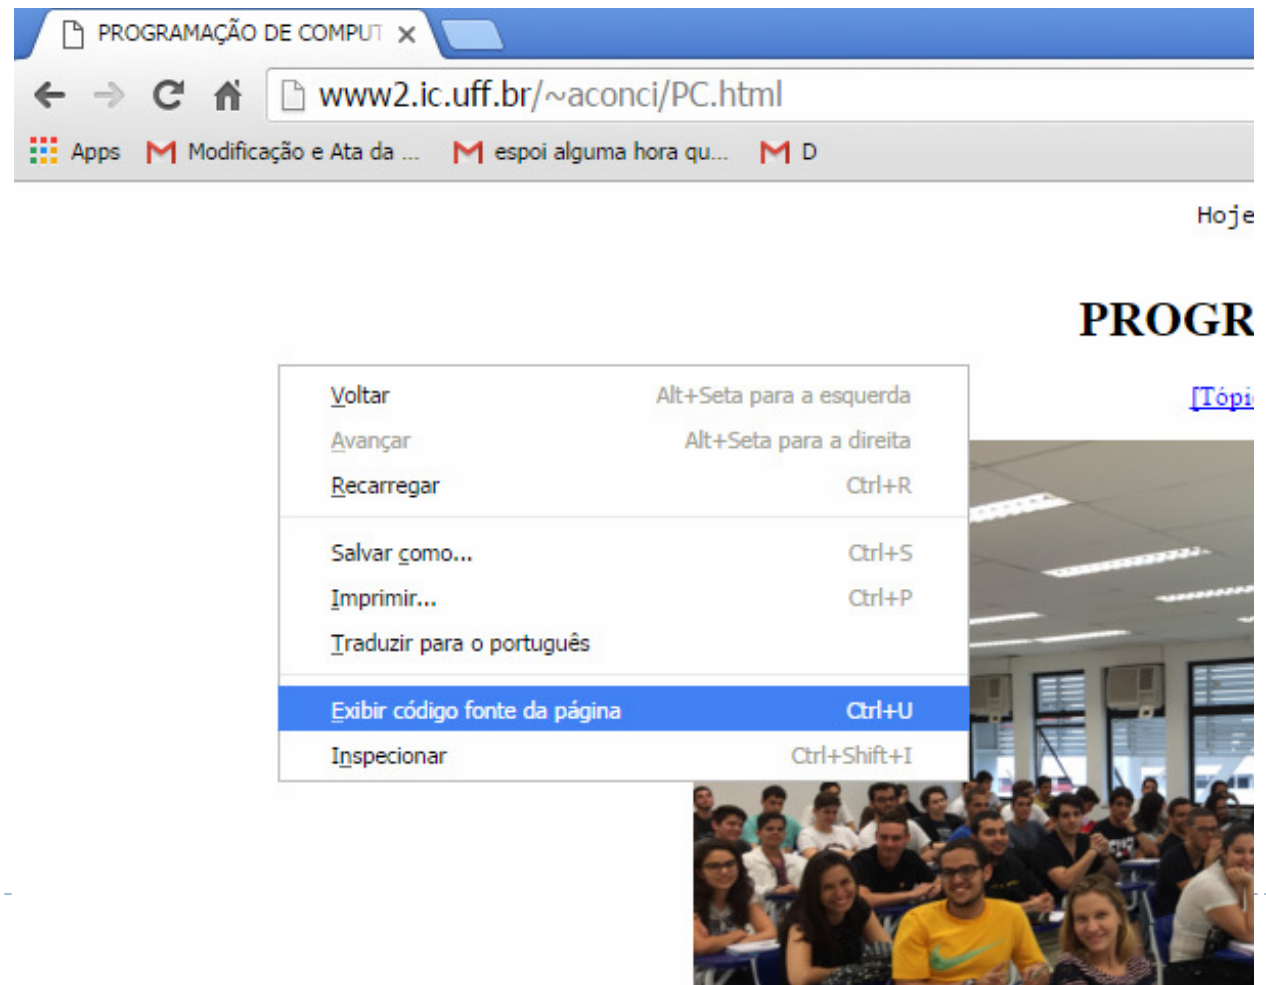 PROGRAMAÇÃO DE COMPUT
www2.ic.uff.br/~aconci/PC.html
Apps Modificação e Ata da ... espoi alguma hora qu... D
Hoje
PROGR
Voltar Alt+Seta para a esquerda
[Tópi
Avançar Alt+Seta para a direita
Recarregar Ctrl+R
Salvar como... Ctrl+S
Imprimir... Ctrl+P
Traduzir para o português
Exibir código fonte da página Ctrl+U
Inspecionar Ctrl+Shift+I